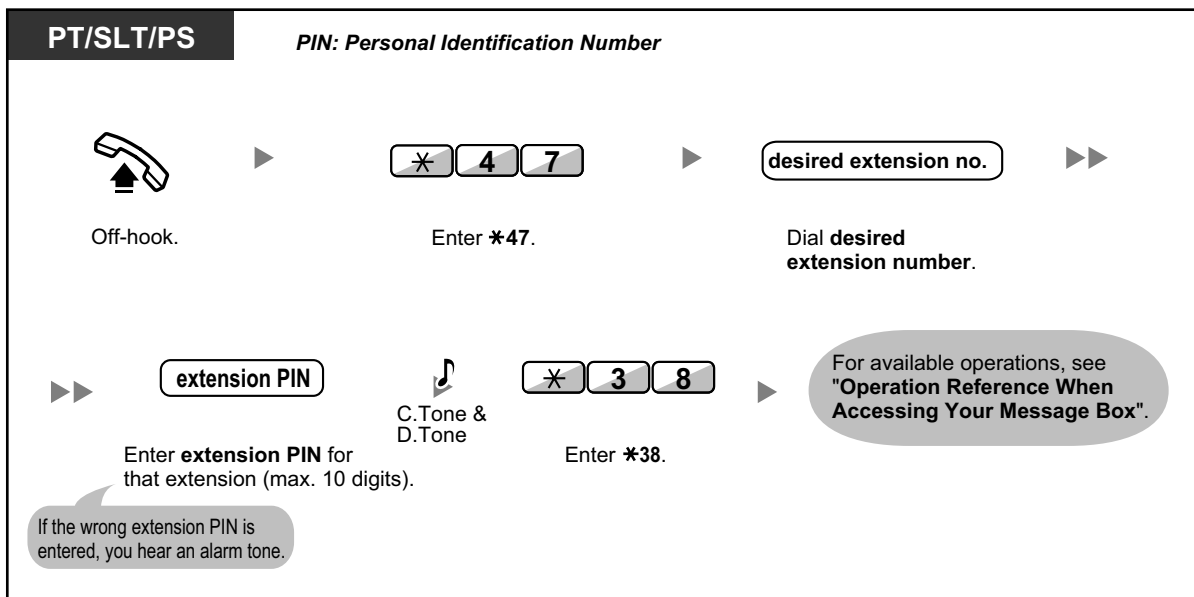 PT/SLT/PS
PIN: Personal Identification Number
* 4 7
desired extension no.
Off-hook.
Enter *47.
Dial desired
extension number.
extension PIN
C.Tone &
D.Tone
* 3 8
For available operations, see
"Operation Reference When
Accessing Your Message Box".
Enter extension PIN for
that extension (max. 10 digits).
Enter *38.
If the wrong extension PIN is
entered, you hear an alarm tone.